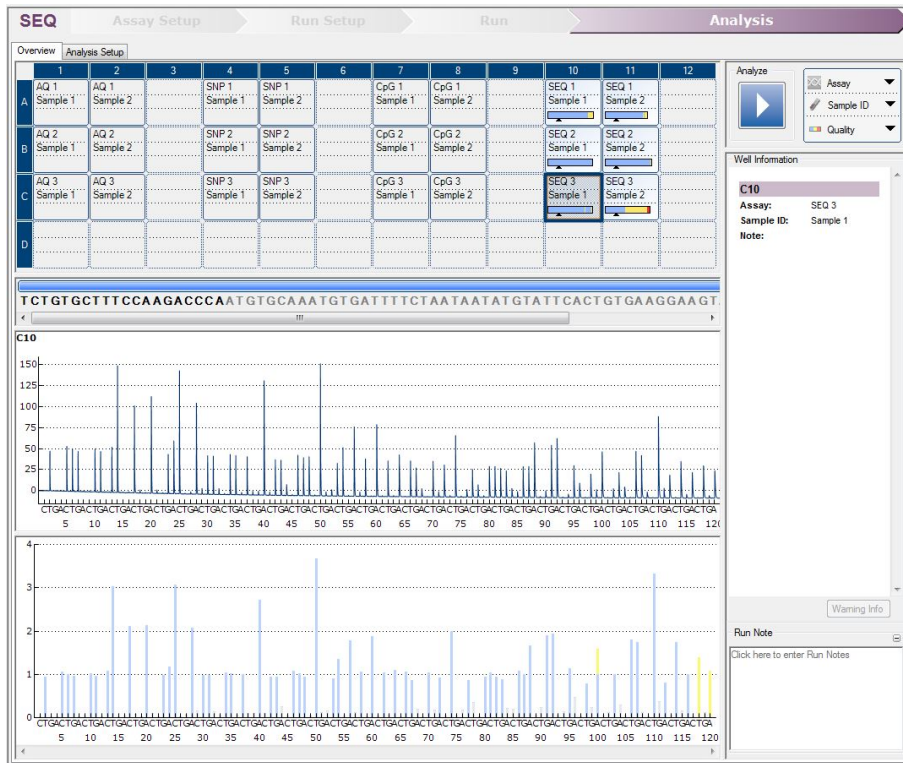 SEQ Assay Setup Run Setup Run Analysis
Overview Analysis Setup
1 2 3 4 5 6 7 8 9 10 11 12
A
AQ 1 AQ 1 SNP 1 SNP 1 CpG 1 CpG 1 SEQ 1 SEQ 1
Sample 1 Sample 2 Sample 1 Sample 2 Sample 1 Sample 2 Sample 1 Sample 2
B
AQ 2 AQ 2 SNP 2 SNP 2 CpG 2 CpG 2 SEQ 2 SEQ 2
Sample 1 Sample 2 Sample 1 Sample 2 Sample 1 Sample 2 Sample 1 Sample 2
C
AQ 3 AQ 3 SNP 3 SNP 3 CpG 3 CpG 3 SEQ 3 SEQ 3
Sample 1 Sample 2 Sample 1 Sample 2 Sample 1 Sample 2 Sample 1 Sample 2
D
TCTGTGCTTTCCAAGACCCAATGTGCAAATGTGATTTTCTAATAATATGTATTCACTGTGAAGGAAGT
C10
150
125
100
75
50
25
0
CTGACTGACTGACTGACTGACTGACTGACTGACTGACTGACTGACTGACTGACTGACTGACTGACTGACTGACTGACTGACTGACTGACTGACTGACTGACTGACTGACTGACTGACTGA
5 10 15 20 25 30 35 40 45 50 55 60 65 70 75 80 85 90 95 100 105 110 115 120
4
3
2
1
0
CTGACTGACTGACTGACTGACTGACTGACTGACTGACTGACTGACTGACTGACTGACTGACTGACTGACTGACTGACTGACTGACTGACTGACTGACTGACTGACTGACTGACTGACTGA
5 10 15 20 25 30 35 40 45 50 55 60 65 70 75 80 85 90 95 100 105 110 115 120
Analyze
Assay
Sample ID
Quality
Well Information
C10
Assay: SEQ 3
Sample ID: Sample 1
Note:
Warning Info
Run Note
Click here to enter Run Notes